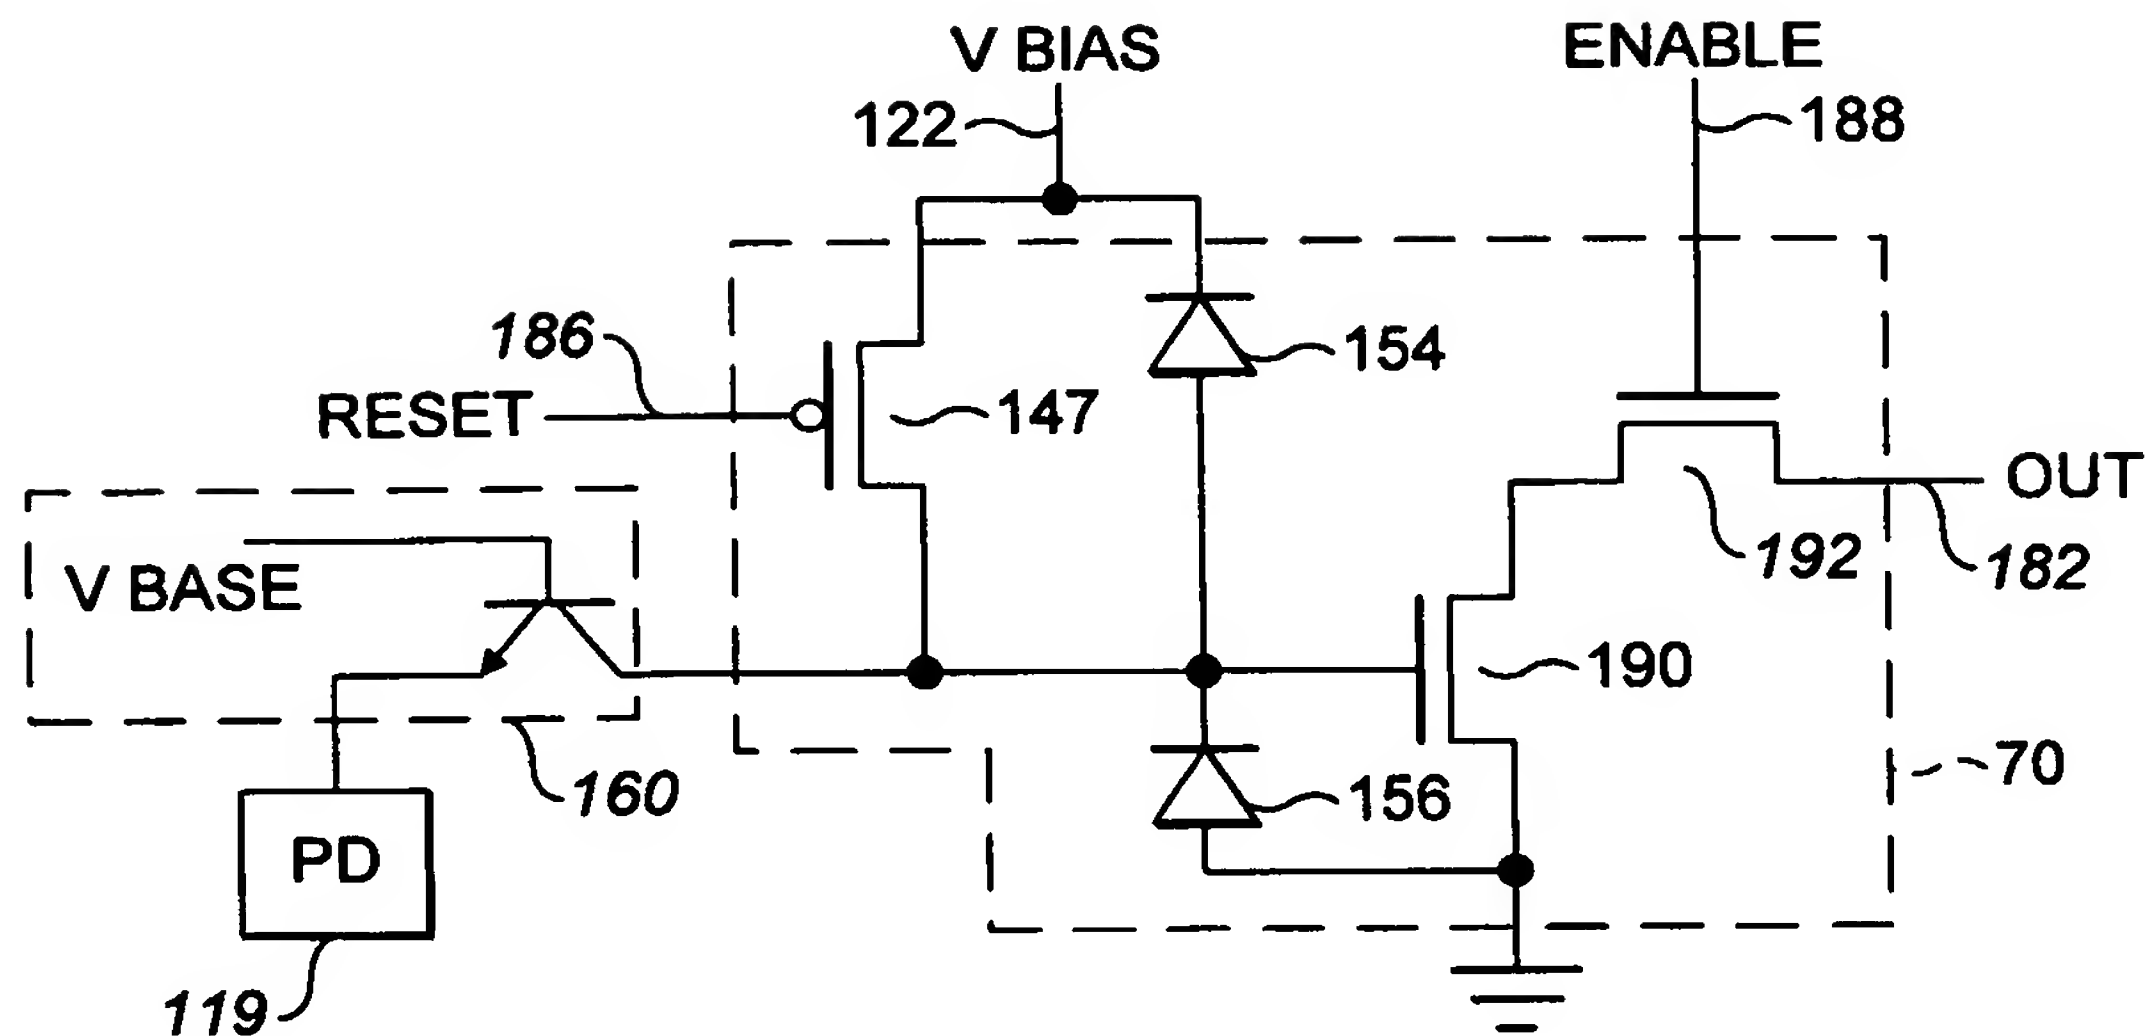 V BIAS
ENABLE
122
188
186
154
RESET
147
OUT
V BASE
192
182
190
160
156
70
PD
119